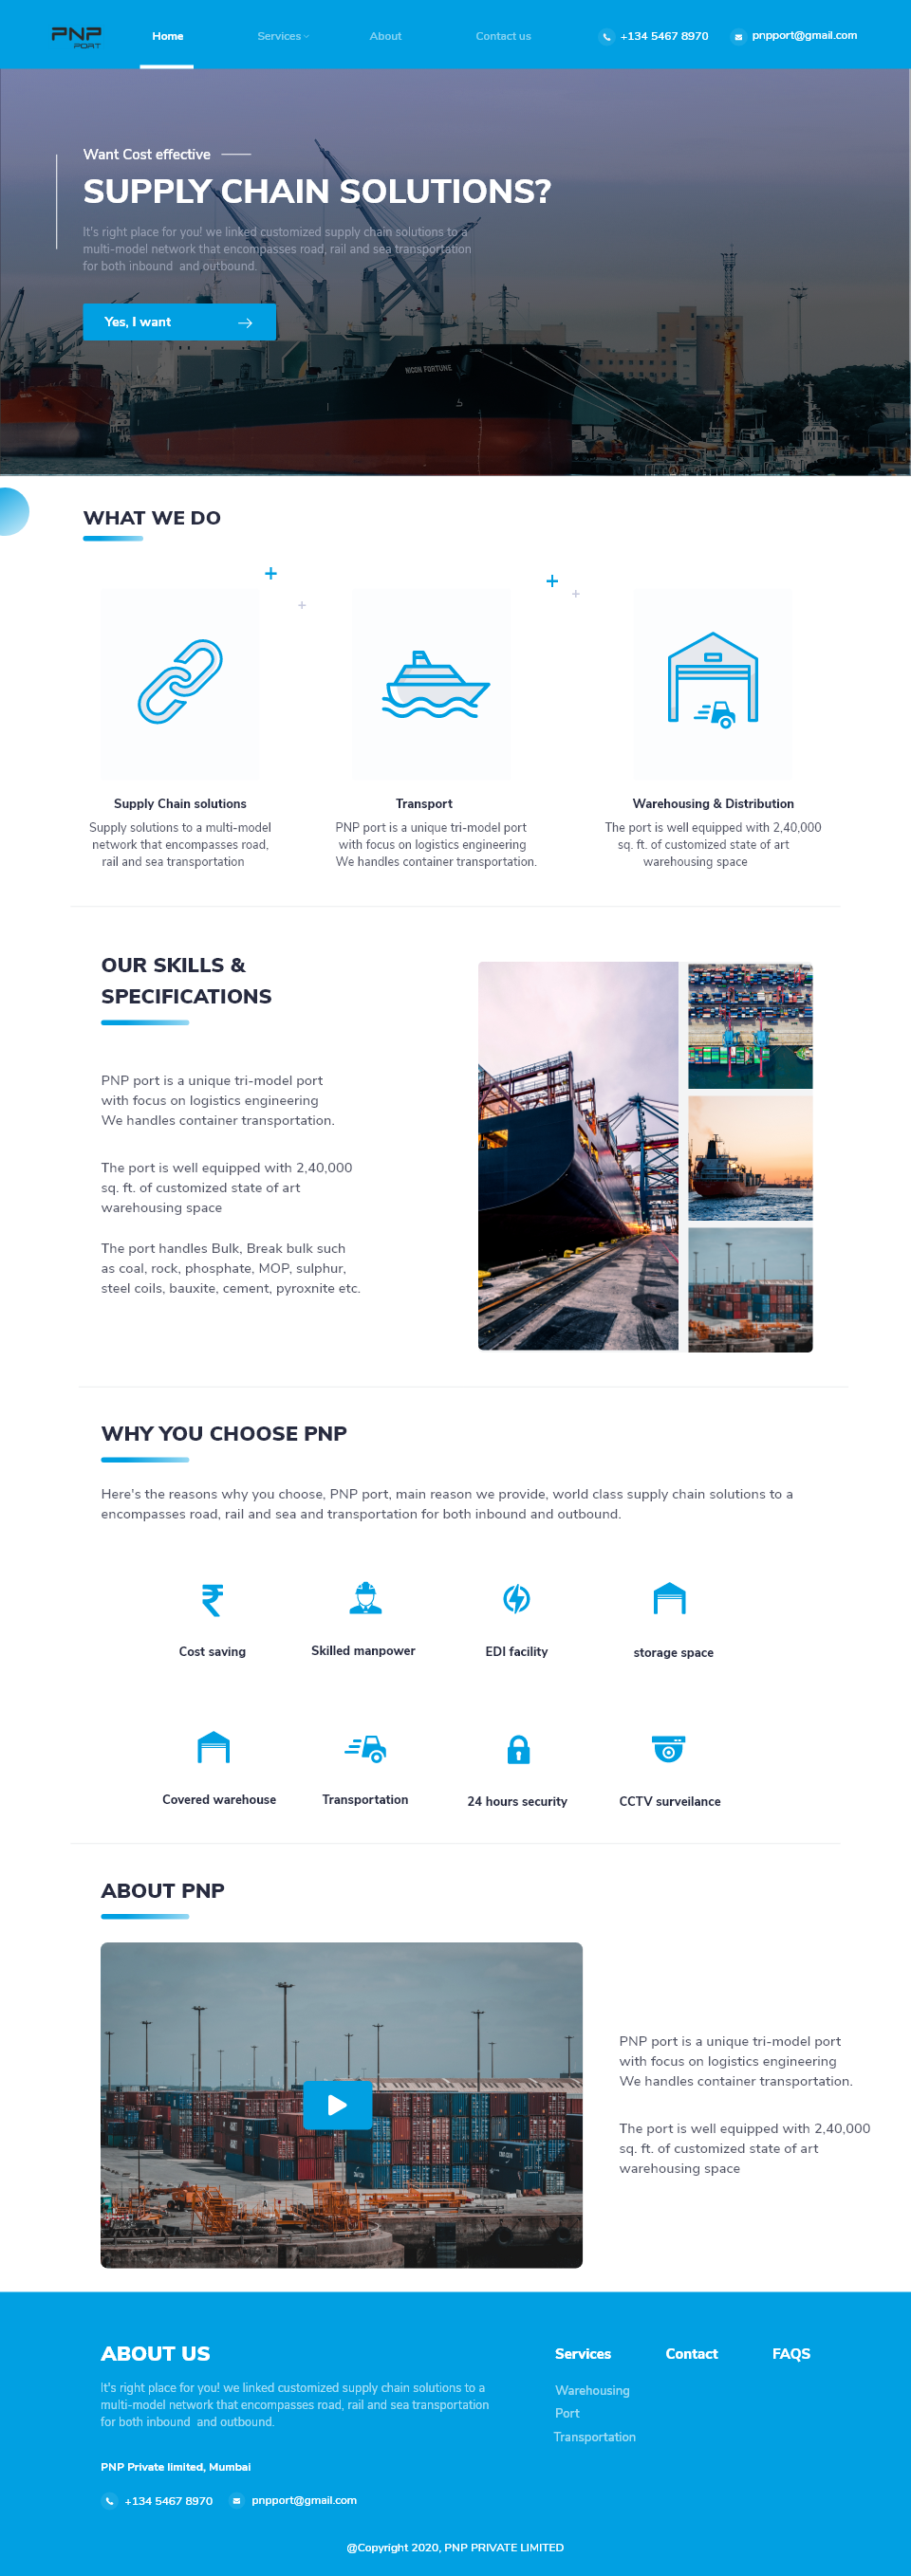 PNP
PORT
Home
Services
About
Contact us
+134 5467 8970
pnpport@gmail.com
Want Cost effective
SUPPLY CHAIN SOLUTIONS?
It's right place for you! we linked customized supply chain solutions to a
multi-model network that encompasses road, rail and sea transportation
for both inbound and outbound.
Yes, I want
NICON FORTUNE
WHAT WE DO
Supply Chain solutions
Supply solutions to a multi-model
network that encompasses road,
rail and sea transportation
Transport
PNP port is a unique tri-model port
with focus on logistics engineering
We handles container transportation.
Warehousing & Distribution
The port is well equipped with 2,40,000
sq. ft. of customized state of art
warehousing space
OUR SKILLS &
SPECIFICATIONS
PNP port is a unique tri-model port
with focus on logistics engineering
We handles container transportation.
The port is well equipped with 2,40,000
sq. ft. of customized state of art
warehousing space
The port handles Bulk, Break bulk such
as coal, rock, phosphate, MOP, sulphur,
steel coils, bauxite, cement, pyroxnite etc.
WHY YOU CHOOSE PNP
Here's the reasons why you choose, PNP port, main reason we provide, world class supply chain solutions to a
encompasses road, rail and sea and transportation for both inbound and outbound.
Cost saving
Skilled manpower
EDI facility
storage space
Covered warehouse
Transportation
24 hours security
CCTV surveilance
ABOUT PNP
PNP port is a unique tri-model port
with focus on logistics engineering
We handles container transportation.
The port is well equipped with 2,40,000
sq. ft. of customized state of art
warehousing space
ABOUT US
It's right place for you! we linked customized supply chain solutions to a
multi-model network that encompasses road, rail and sea transportation
for both inbound and outbound.
PNP Private limited, Mumbai
+134 5467 8970
pnpport@gmail.com
Services
Warehousing
Port
Transportation
Contact
FAQS
@Copyright 2020, PNP PRIVATE LIMITED